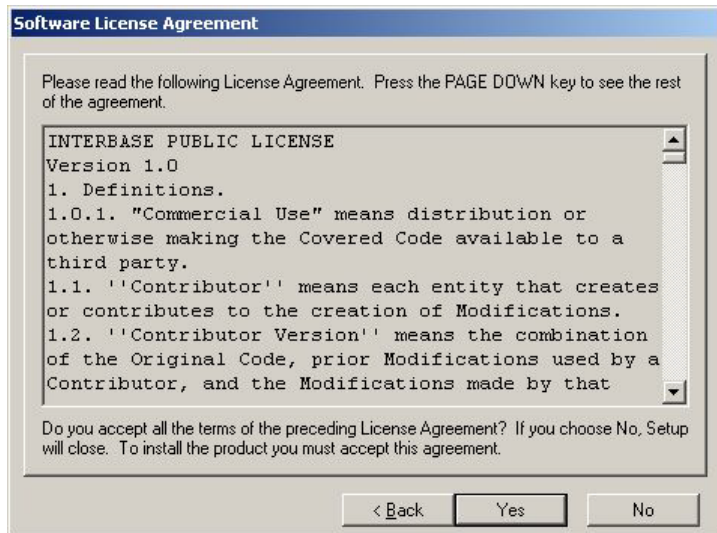 Software License Agreement
Please read the following License Agreement. Press the PAGE DOWN key to see the rest
of the agreement.
INTERBASE PUBLIC LICENSE
Version 1.0
1. Definitions.
1.0.1. "Commercial Use" means distribution or
otherwise making the Covered Code available to a
third party.
1.1. ''Contributor'' means each entity that creates
or contributes to the creation of Modifications.
1.2. ''Contributor Version'' means the combination
of the Original Code, prior Modifications used by a
Contributor, and the Modifications made by that
Do you accept all the terms of the preceding License Agreement? If you choose No, Setup
will close. To install the product you must accept this agreement.
< Back Yes No